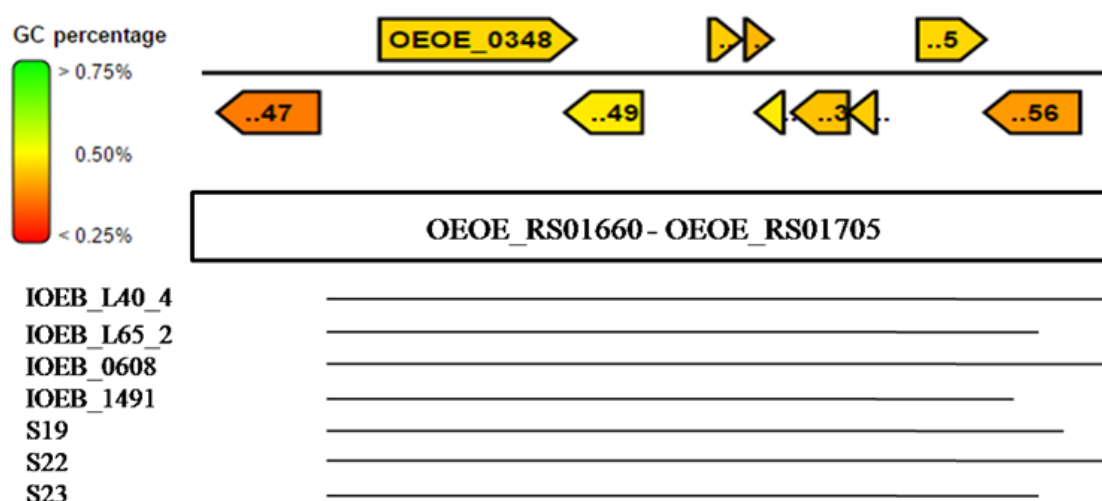 GC percentage
> 0.75%
0.50%
< 0.25%
OEOE_0348
..
.
..5
..47
..49
..
..3
..
..56
OEOE_RS01660 - OEOE_RS01705
IOEB_L40_4
IOEB_L65_2
IOEB_0608
IOEB_1491
S19
S22
S23